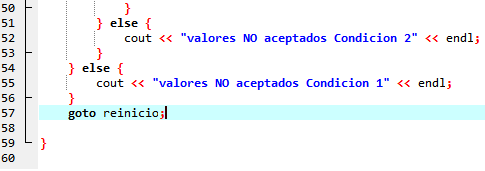 50 }
51 } else {
52 cout << "valores NO aceptados Condicion 2" << endl;
53 }
54 } else {
55 cout << "valores NO aceptados Condicion 1" << endl;
56 }
57 goto reinicio;
58
59 }
60